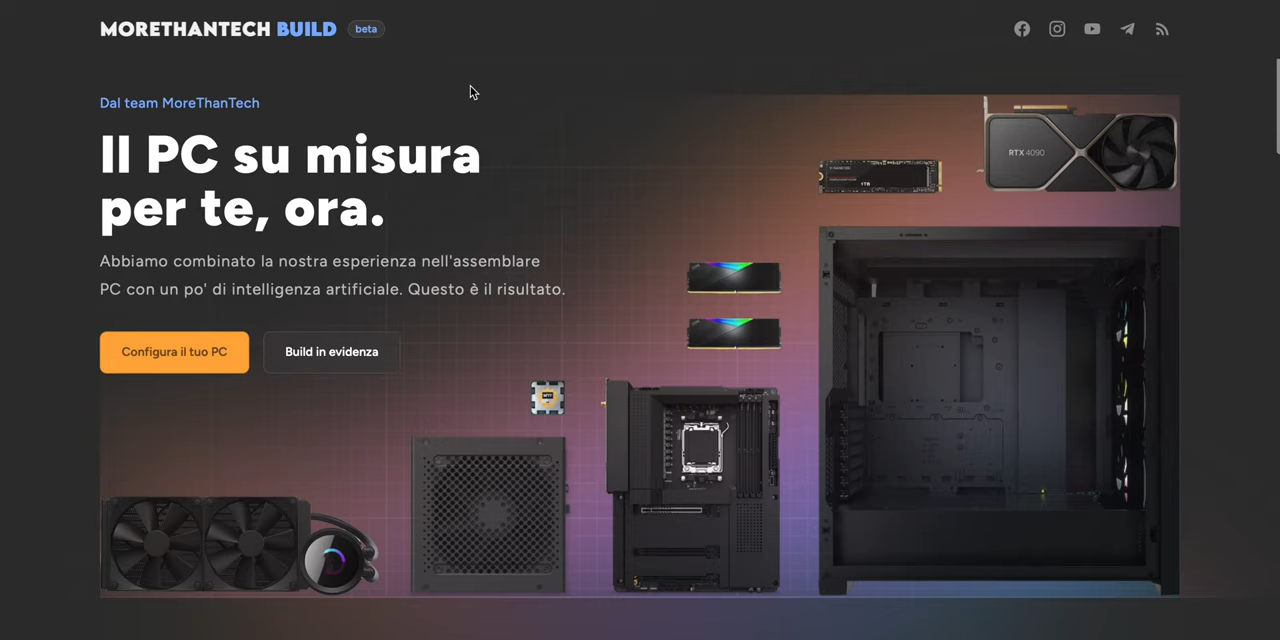 MORETHANTECH BUILD beta
Dal team MoreThanTech
Il PC su misura
per te, ora.
Abbiamo combinato la nostra esperienza nell'assemblare
PC con un po' di intelligenza artificiale. Questo è il risultato.
Configura il tuo PC
Build in evidenza
RTX 4090
1TB
MTT